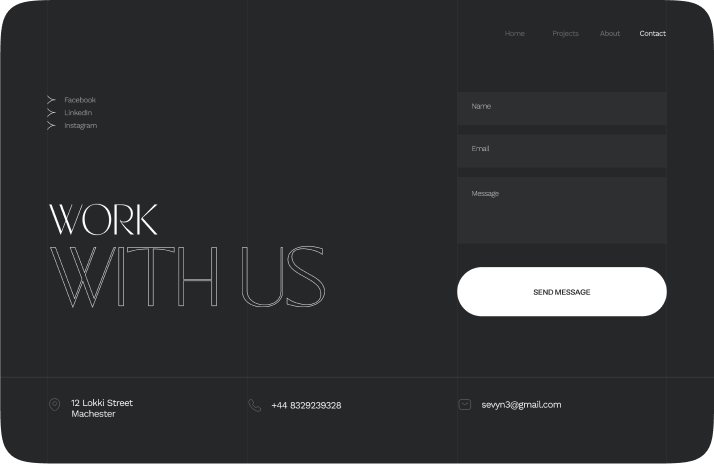 Home Projects About Contact
Facebook
LinkedIn
Instagram
Name
Email
Message
WORK
WITH US
SEND MESSAGE
12 Lokki Street
Machester
+44 8329239328
sevyn3@gmail.com